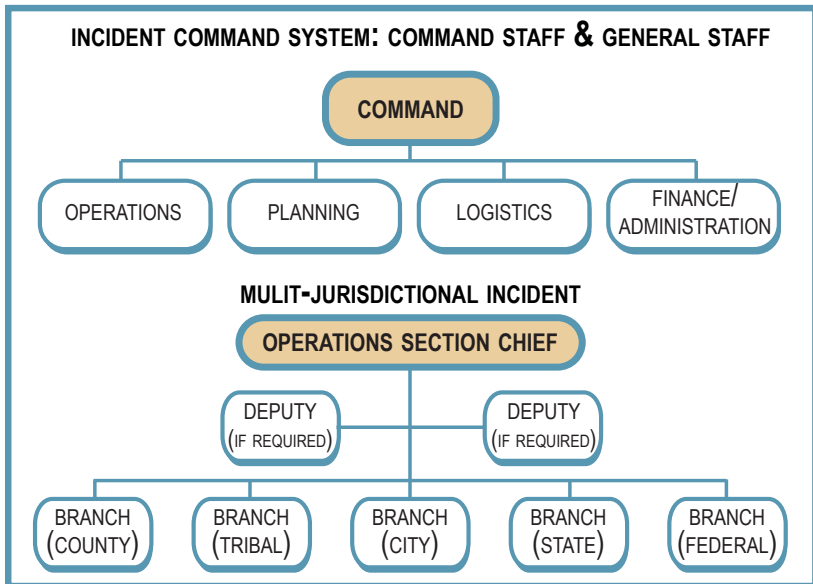 INCIDENT COMMAND SYSTEM: COMMAND STAFF & GENERAL STAFF
COMMAND
OPERATIONS
PLANNING
LOGISTICS
FINANCE/
ADMINISTRATION
MULIT-JURISDICTIONAL INCIDENT
OPERATIONS SECTION CHIEF
DEPUTY
(IF REQUIRED)
DEPUTY
(IF REQUIRED)
BRANCH
(COUNTY)
BRANCH
(TRIBAL)
BRANCH
(CITY)
BRANCH
(STATE)
BRANCH
(FEDERAL)